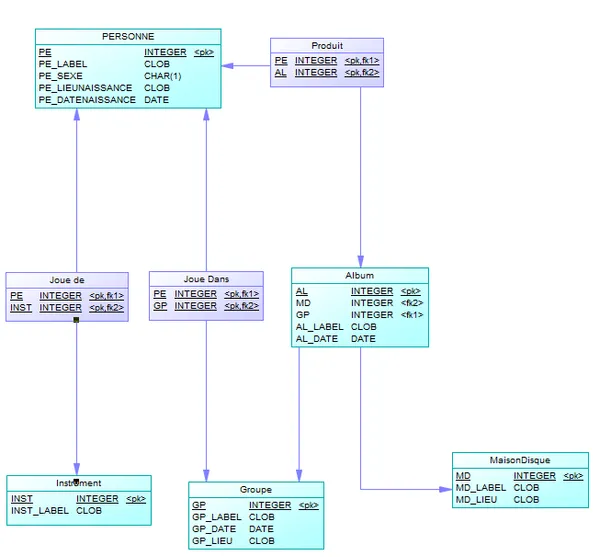 PERSONNE
PE INTEGER <pk>
PE_LABEL CLOB
PE_SEXE CHAR(1)
PE_LIEUNAISSANCE CLOB
PE_DATENAISSANCE DATE
Produit
PE INTEGER <pk,fk1>
AL INTEGER <pk,fk2>
Joue de
PE INTEGER <pk,fk1>
INST INTEGER <pk,fk2>
Joue Dans
PE INTEGER <pk,fk1>
GP INTEGER <pk,fk2>
Album
AL INTEGER <pk>
MD INTEGER <fk2>
GP INTEGER <fk1>
AL_LABEL CLOB
AL_DATE DATE
Instrument
INST INTEGER <pk>
INST_LABEL CLOB
Groupe
GP INTEGER <pk>
GP_LABEL CLOB
GP_DATE DATE
GP_LIEU CLOB
MaisonDisque
MD INTEGER <pk>
MD_LABEL CLOB
MD_LIEU CLOB